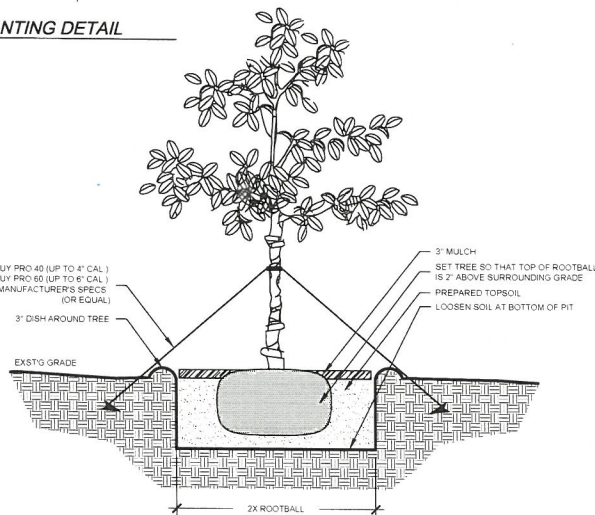 NTING DETAIL
UY PRO 40 (UP TO 4" CAL.)
UY PRO 60 (UP TO 6" CAL.)
MANUFACTURER'S SPECS
(OR EQUAL)
3" DISH AROUND TREE
EXST'G GRADE
3" MULCH
SET TREE SO THAT TOP OF ROOTBALL
IS 2" ABOVE SURROUNDING GRADE
PREPARED TOPSOIL
LOOSEN SOIL AT BOTTOM OF PIT
2X ROOTBALL